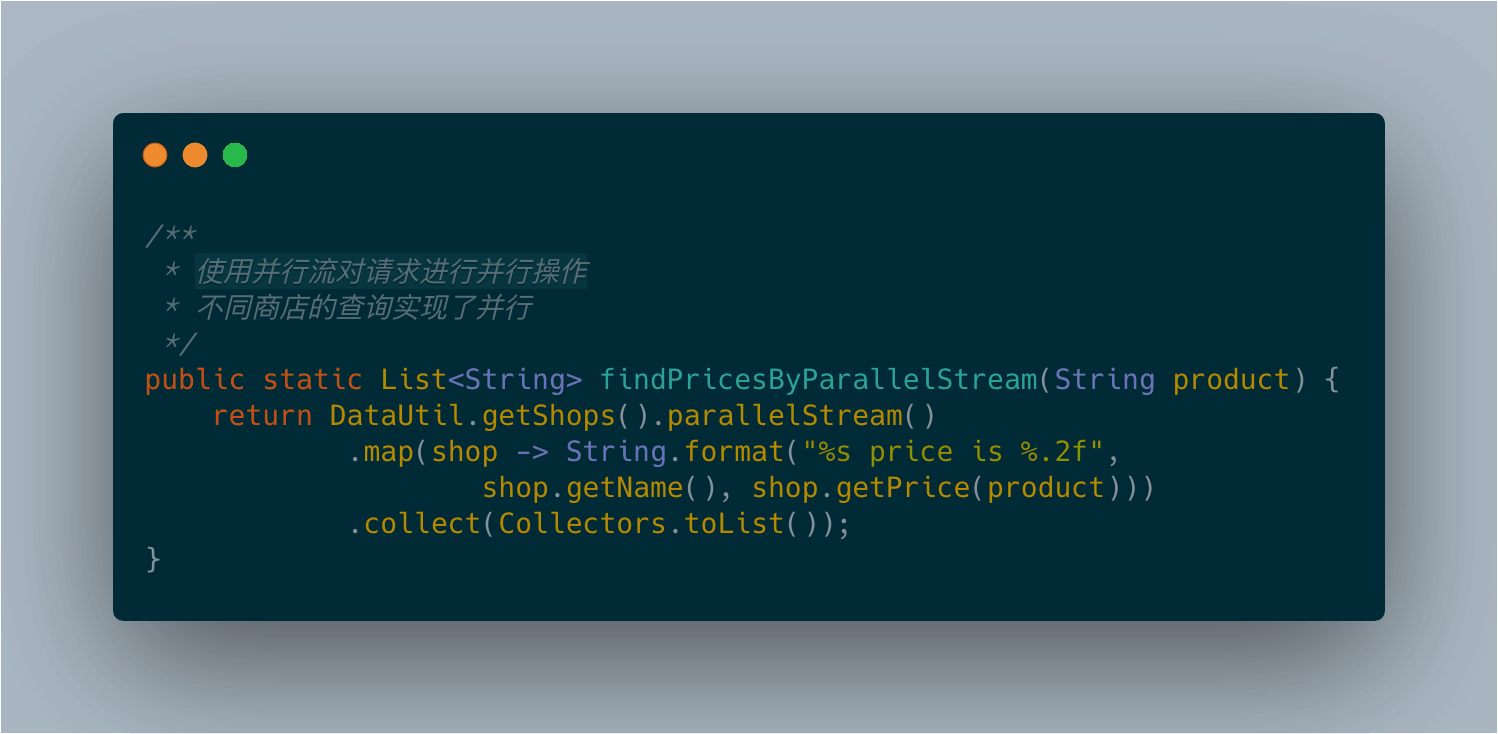 /**
 * 使用并行流对请求进行并行操作
 * 不同商店的查询实现了并行
 */
public static List<String> findPricesByParallelStream(String product) {
    return DataUtil.getShops().parallelStream()
            .map(shop -> String.format("%s price is %.2f",
                    shop.getName(), shop.getPrice(product)))
            .collect(Collectors.toList());
}